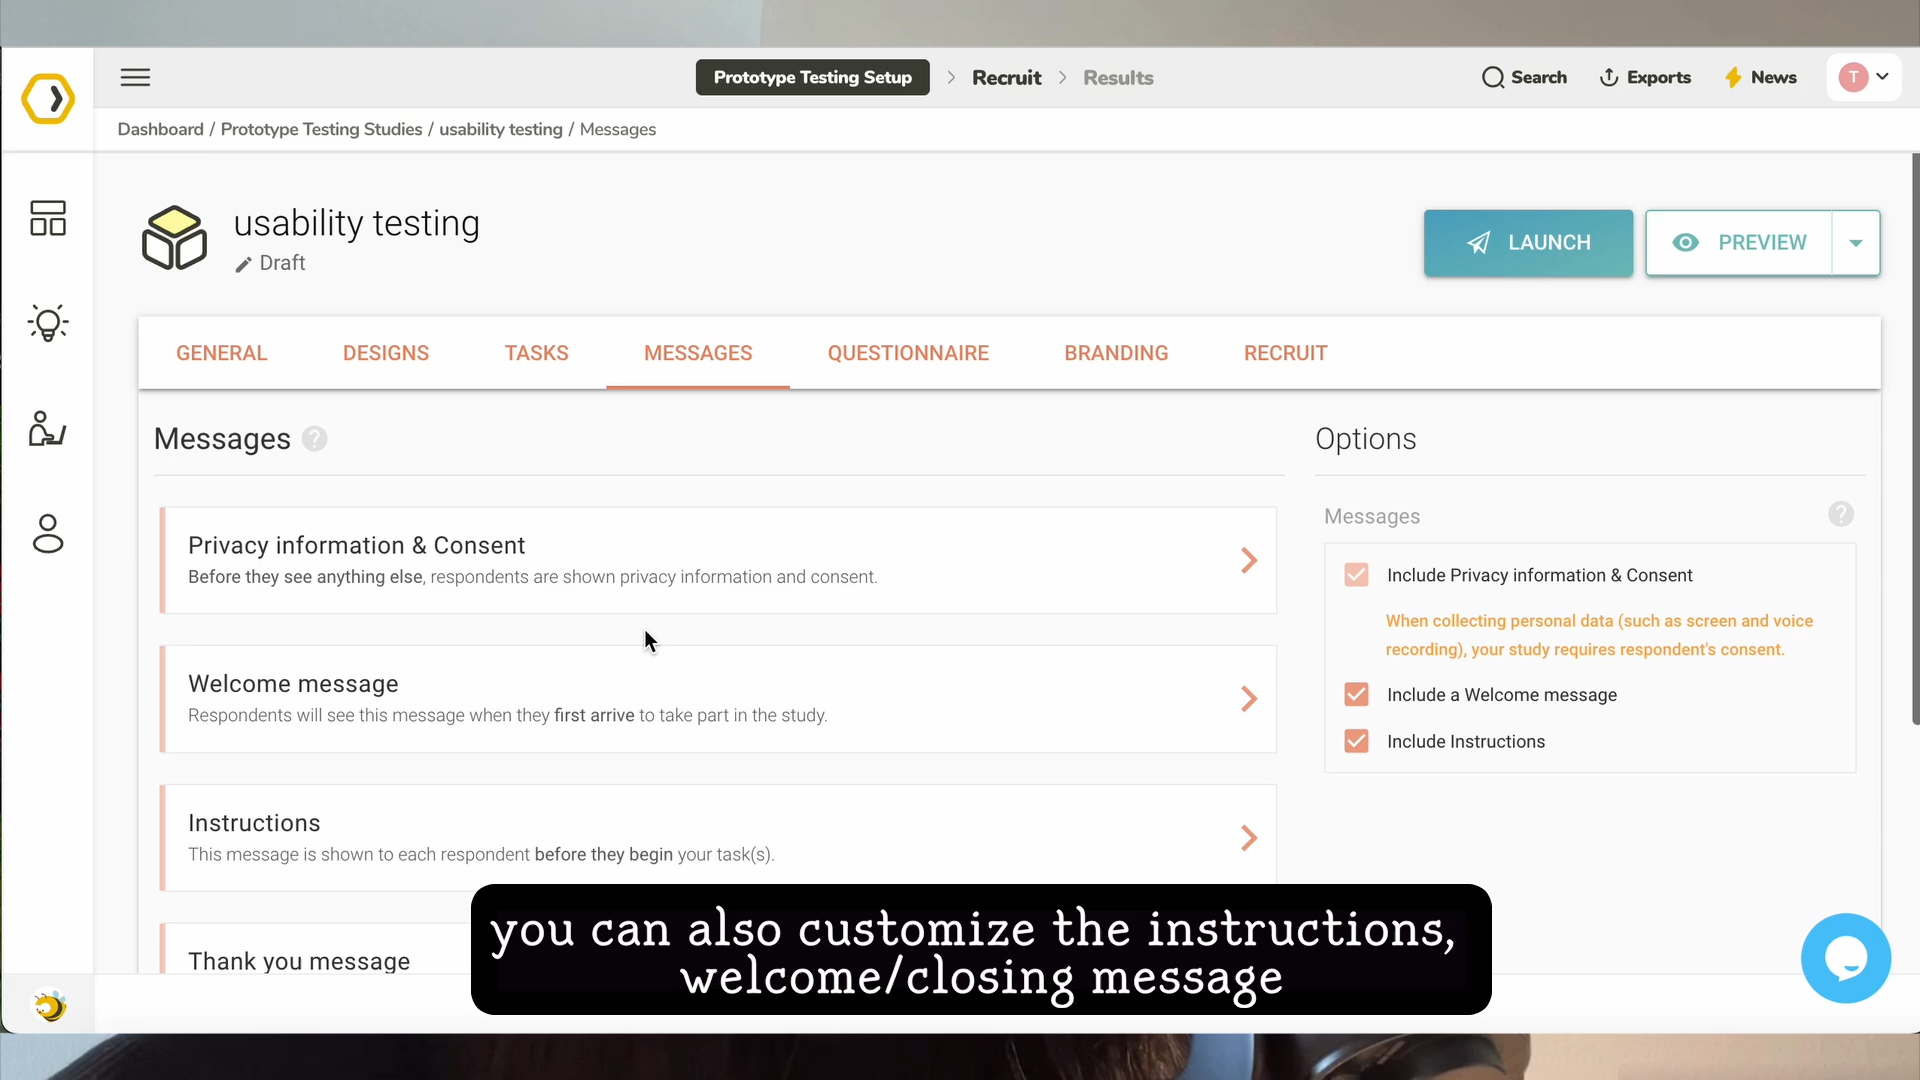 Prototype Testing Setup > Recruit > Results
Search
Exports
News
T
Dashboard / Prototype Testing Studies / usability testing / Messages
usability testing
Draft
LAUNCH
PREVIEW
GENERAL
DESIGNS
TASKS
MESSAGES
QUESTIONNAIRE
BRANDING
RECRUIT
Messages ?
Privacy information & Consent
Before they see anything else, respondents are shown privacy information and consent.
Welcome message
Respondents will see this message when they first arrive to take part in the study.
Instructions
This message is shown to each respondent before they begin your task(s).
Thank you message
Options
Messages ?
Include Privacy information & Consent
When collecting personal data (such as screen and voice
recording), your study requires respondent's consent.
Include a Welcome message
Include Instructions
you can also customize the instructions,
welcome/closing message